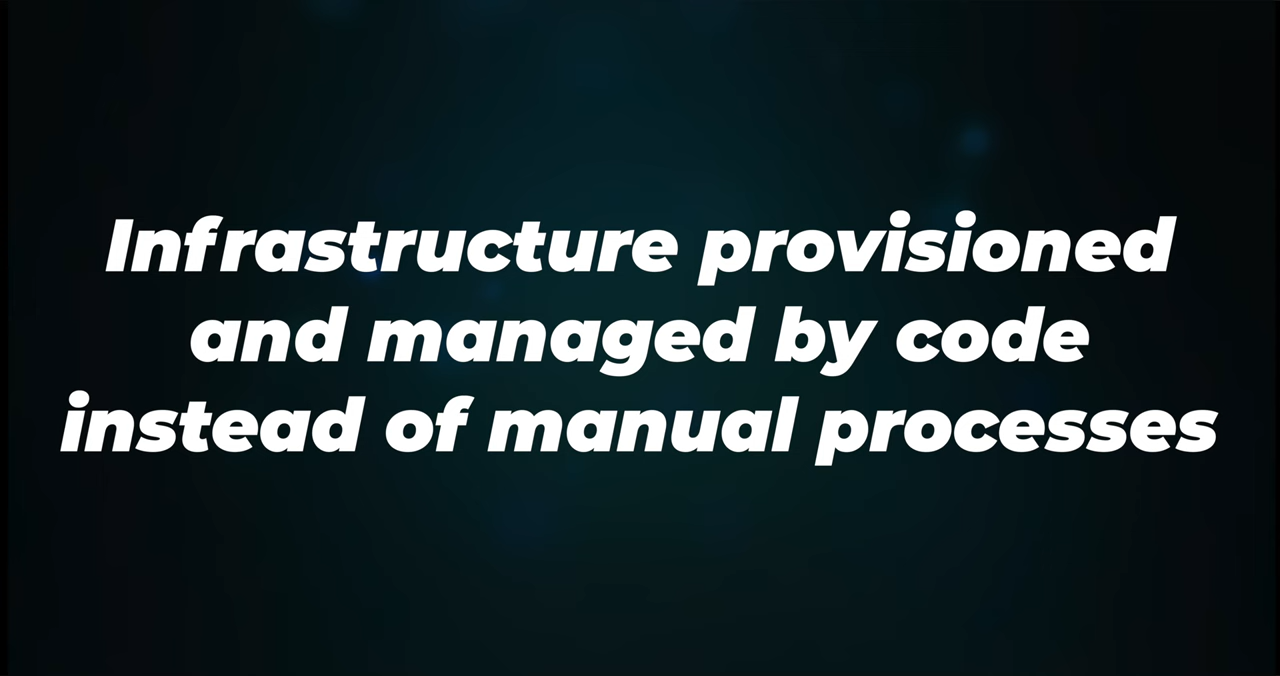 Infrastructure provisioned
and managed by code
instead of manual processes